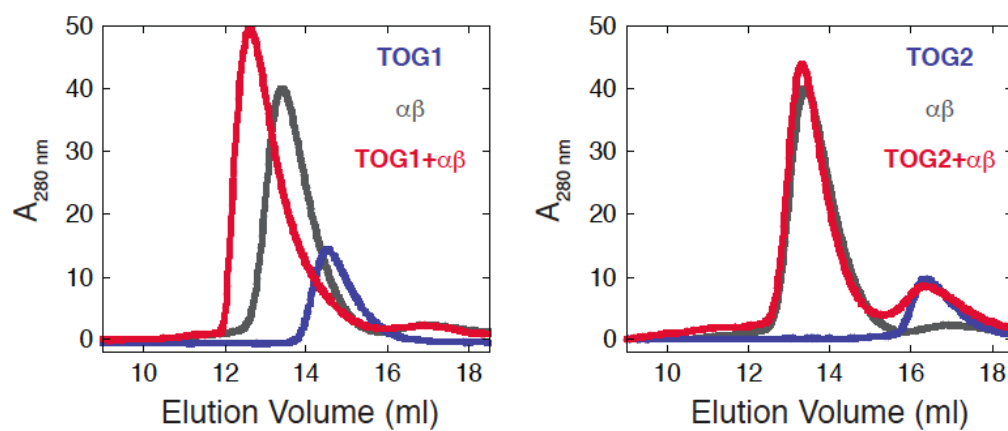 50
40
30
20
10
0
A280 nm
TOG1
αβ
TOG1+αβ
10 12 14 16 18
Elution Volume (ml)
50
40
30
20
10
0
A280 nm
TOG2
αβ
TOG2+αβ
10 12 14 16 18
Elution Volume (ml)